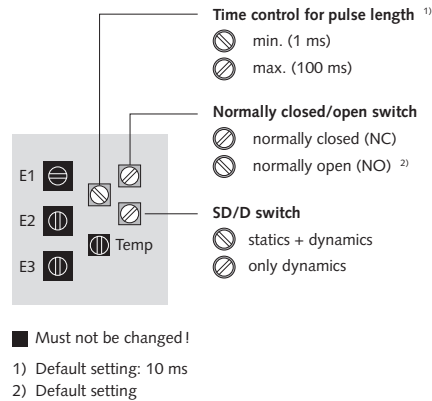 Time control for pulse length 1)
min. (1 ms)
max. (100 ms)
Normally closed/open switch
normally closed (NC)
normally open (NO) 2)
SD/D switch
statics + dynamics
only dynamics
E1
E2
E3
Temp
Must not be changed!
1) Default setting: 10 ms
2) Default setting